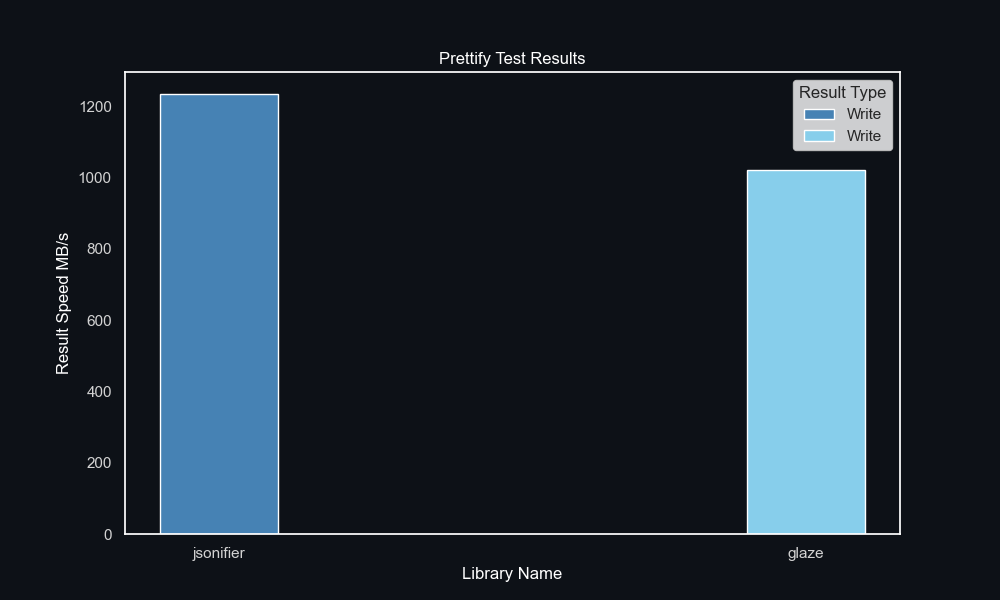 Prettify Test Results
Result Type
Write
Write
Result Speed MB/s
1200
1000
800
600
400
200
0
jsonifier
glaze
Library Name